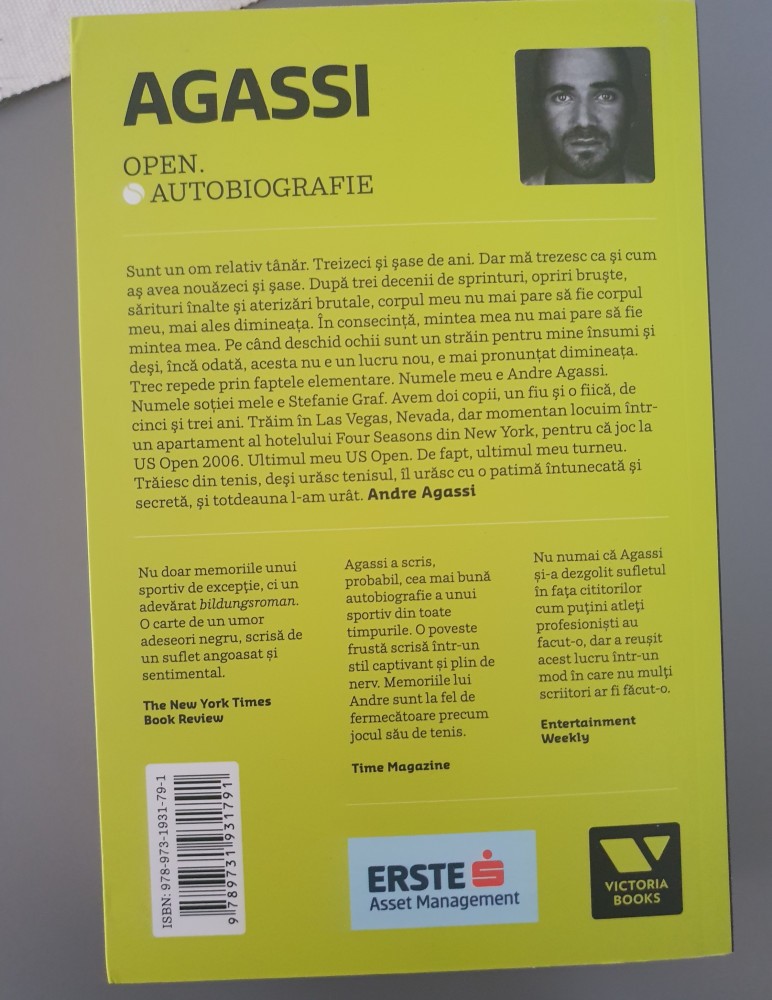 AGASSI
OPEN.
AUTOBIOGRAFIE
Sunt un om relativ tânăr. Treizeci și șase de ani. Dar mă trezesc ca și cum
aș avea nouăzeci și șase. După trei decenii de sprinturi, opriri bruște,
sărituri înalte și aterizări brutale, corpul meu nu mai pare să fie corpul
meu, mai ales dimineața. În consecință, mintea mea nu mai pare să fie
mintea mea. Pe când deschid ochii sunt un străin pentru mine însumi și
deși, încă odată, acesta nu e un lucru nou, e mai pronunțat dimineața.
Trec repede prin faptele elementare. Numele meu e Andre Agassi.
Numele soției mele e Stefanie Graf. Avem doi copii, un fiu și o fiică, de
cinci și trei ani. Trăim în Las Vegas, Nevada, dar momentan locuim într-
un apartament al hotelului Four Seasons din New York, pentru că joc la
US Open 2006. Ultimul meu US Open. De fapt, ultimul meu turneu.
Trăiesc din tenis, deși urăsc tenisul, îl urăsc cu o patimă întunecată și
secretă, și totdeauna l-am urât. Andre Agassi
Nu doar memoriile unui
sportiv de excepție, ci un
adevărat bildungsroman.
O carte de un umor
adeseori negru, scrisă de
un suflet angoasat și
sentimental.
The New York Times
Book Review
Agassi a scris,
probabil, cea mai bună
autobiografie a unui
sportiv din toate
timpurile. O poveste
frustă scrisă într-un
stil captivant și plin de
nerv. Memoriile lui
Andre sunt la fel de
fermecătoare precum
jocul său de tenis.
Time Magazine
Nu numai că Agassi
și-a dezgolit sufletul
în fața cititorilor
cum puțini atleți
profesioniști au
facut-o, dar a reușit
acest lucru într-un
mod în care nu mulți
scriitori ar fi făcut-o.
Entertainment
Weekly
ISBN: 978-973-1931-79-1
9 789731 931791
ERSTE
Asset Management
VICTORIA
BOOKS